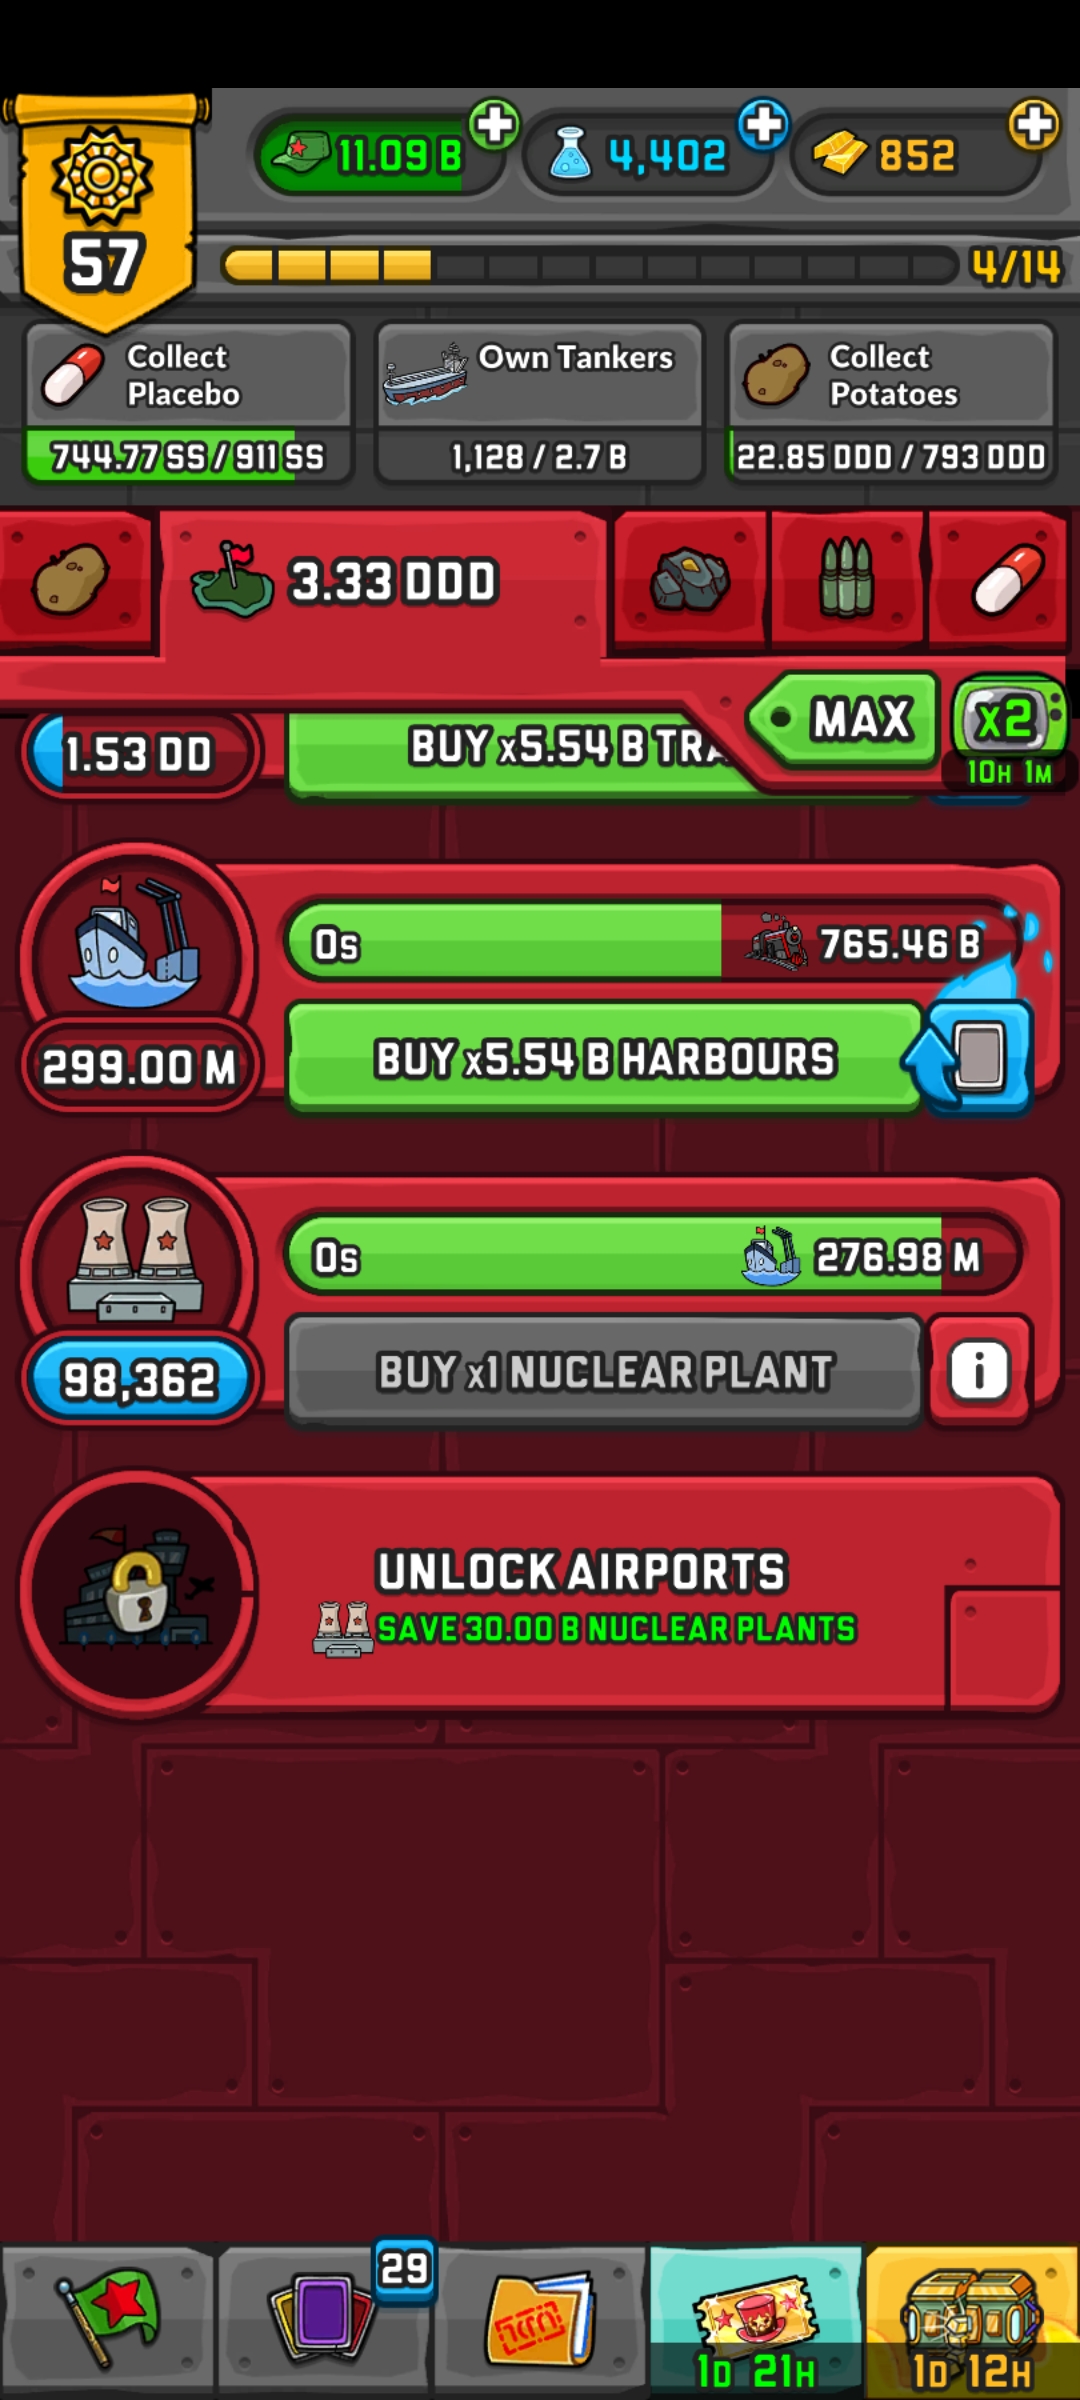 57
11.09 B
4,402
852
4/14
Collect
Placebo
744.77 SS / 911 SS
Own Tankers
1,128 / 2.7 B
Collect
Potatoes
22.85 DDD / 793 DDD
3.33 DDD
MAX
x2
10H 1M
1.53 DD
BUY x5.54 B TRA
0s
765.46 B
299.00 M
BUY x5.54 B HARBOURS
0s
276.98 M
98,362
BUY x1 NUCLEAR PLANT
i
UNLOCK AIRPORTS
SAVE 30.00 B NUCLEAR PLANTS
29
1D 21H
1D 12H